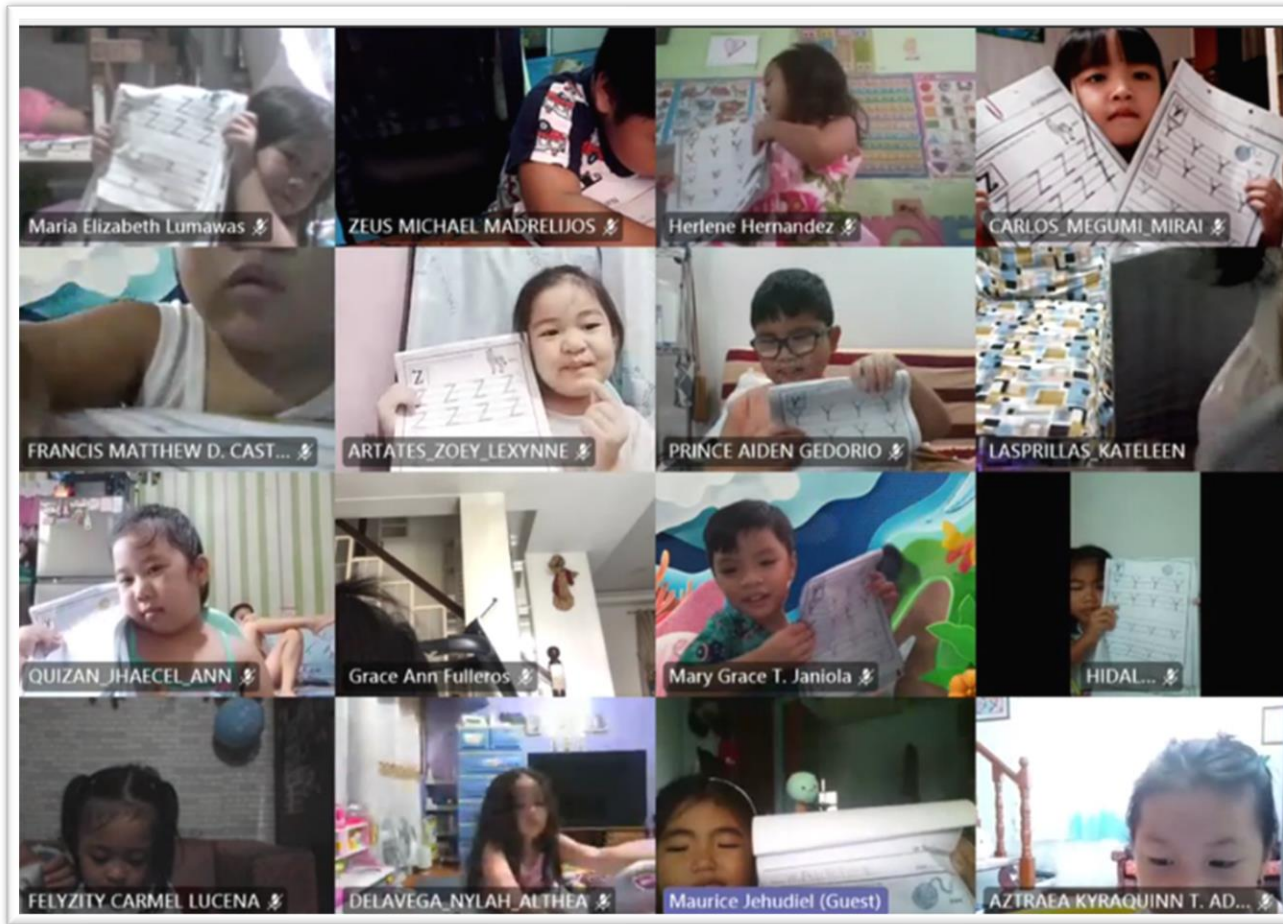 Maria Elizabeth Lumawas
ZEUS MICHAEL MADRELIJOS
Herlene Hernandez
CARLOS_MEGUMI_MIRAI
Z
Z Z Z Z
Y Y Y
FRANCIS MATTHEW D. CAST...
ARTATES_ZOEY_LEXYNNE
Z
Z Z Z Z
Z Z Z Z
PRINCE AIDEN GEDORIO
Y Y Y
LASPRILLAS_KATELEEN
QUIZAN_JHAECEL_ANN
Grace Ann Fulleros
Mary Grace T. Janiola
HIDAL...
FELYZITY CARMEL LUCENA
DELAVEGA_NYLAH_ALTHEA
Maurice Jehudiel (Guest)
AZTRAEA KYRAQUINN T. AD...